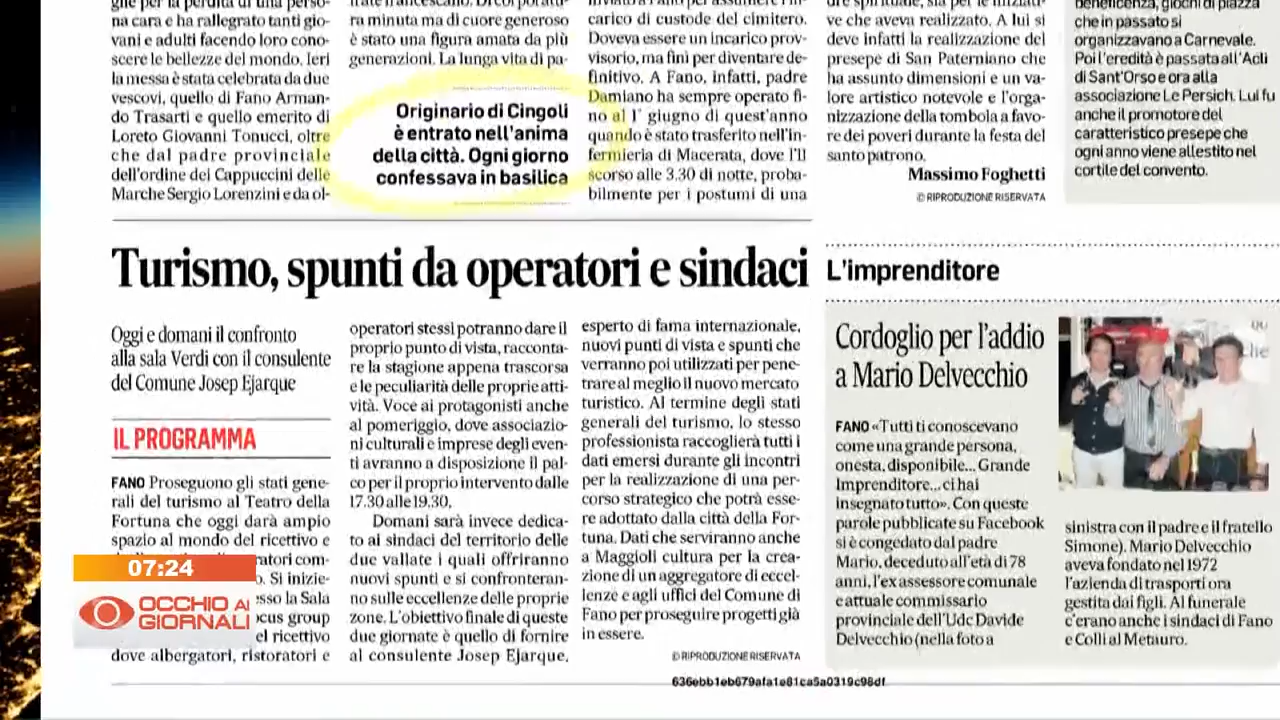 glie per la perdita di una perso-
na cara e ha rallegrato tanti gio-
vani e adulti facendo loro cono-
scere le bellezze del mondo. Ieri
la messa è stata celebrata da due
vescovi, quello di Fano Arman-
do Trasarti e quello emerito di
Loreto Giovanni Tonucci, oltre
che dal padre provinciale
dell'ordine dei Cappuccini delle
Marche Sergio Lorenzini e da ol-
ra minuta ma di cuore generoso
è stato una figura amata da più
generazioni. La lunga vita di pa-
Originario di Cingoli
è entrato nell'anima
della città. Ogni giorno
confessava in basilica
carico di custode del cimitero.
Doveva essere un incarico prov-
visorio, ma finì per diventare de-
finitivo. A Fano, infatti, padre
Damiano ha sempre operato fi-
no al 1° giugno di quest'anno
quando è stato trasferito nell'in-
fermieria di Macerata, dove l'11
scorso alle 3.30 di notte, proba-
bilmente per i postumi di una
ve che aveva realizzato. A lui si
deve infatti la realizzazione del
presepe di San Paterniano che
ha assunto dimensioni e un va-
lore artistico notevole e l'orga-
nizzazione della tombola a favo-
re dei poveri durante la festa del
santo patrono.
Massimo Foghetti
© RIPRODUZIONE RISERVATA
beneficenza, giochi di piazza
che in passato si
organizzavano a Carnevale.
Poi l'eredità è passata all'Acli
di Sant'Orso e ora alla
associazione Le Persich. Lui fu
anche il promotore del
caratteristico presepe che
ogni anno viene allestito nel
cortile del convento.
Turismo, spunti da operatori e sindaci
Oggi e domani il confronto
alla sala Verdi con il consulente
del Comune Josep Ejarque
IL PROGRAMMA
FANO Proseguono gli stati gene-
rali del turismo al Teatro della
Fortuna che oggi darà ampio
spazio al mondo del ricettivo e
ratori com-
o. Si inizie-
sso la Sala
ocus group
el ricettivo
dove albergatori, ristoratori e
operatori stessi potranno dare il
proprio punto di vista, racconta-
re la stagione appena trascorsa
e le peculiarità delle proprie atti-
vità. Voce ai protagonisti anche
al pomeriggio, dove associazio-
ni culturali e imprese degli even-
ti avranno a disposizione il pal-
co per il proprio intervento dalle
17.30 alle 19.30.
Domani sarà invece dedica-
to ai sindaci del territorio delle
due vallate i quali offriranno
nuovi spunti e si confronteran-
no sulle eccellenze delle proprie
zone. L'obiettivo finale di queste
due giornate è quello di fornire
al consulente Josep Ejarque,
esperto di fama internazionale,
nuovi punti di vista e spunti che
verranno poi utilizzati per pene-
trare al meglio il nuovo mercato
turistico. Al termine degli stati
generali del turismo, lo stesso
professionista raccoglierà tutti i
dati emersi durante gli incontri
per la realizzazione di una per-
corso strategico che potrà esse-
re adottato dalla città della For-
tuna. Dati che serviranno anche
a Maggioli cultura per la crea-
zione di un aggregatore di eccel-
lenze e agli uffici del Comune di
Fano per proseguire progetti già
in essere.
© RIPRODUZIONE RISERVATA
L'imprenditore
Cordoglio per l'addio
a Mario Delvecchio
FANO «Tutti ti conoscevano
come una grande persona,
onesta, disponibile... Grande
Imprenditore... ci hai
insegnato tutto». Con queste
parole pubblicate su Facebook
si è congedato dal padre
Mario, deceduto all'età di 78
anni, l'ex assessore comunale
e attuale commissario
provinciale dell'Udc Davide
Delvecchio (nella foto a
sinistra con il padre e il fratello
Simone). Mario Delvecchio
aveva fondato nel 1972
l'azienda di trasporti ora
gestita dai figli. Al funerale
c'erano anche i sindaci di Fano
e Colli al Metauro.
07:24
OCCHIO AI
GIORNALI
636ebb1eb679afa1e81ca5a0319c98df